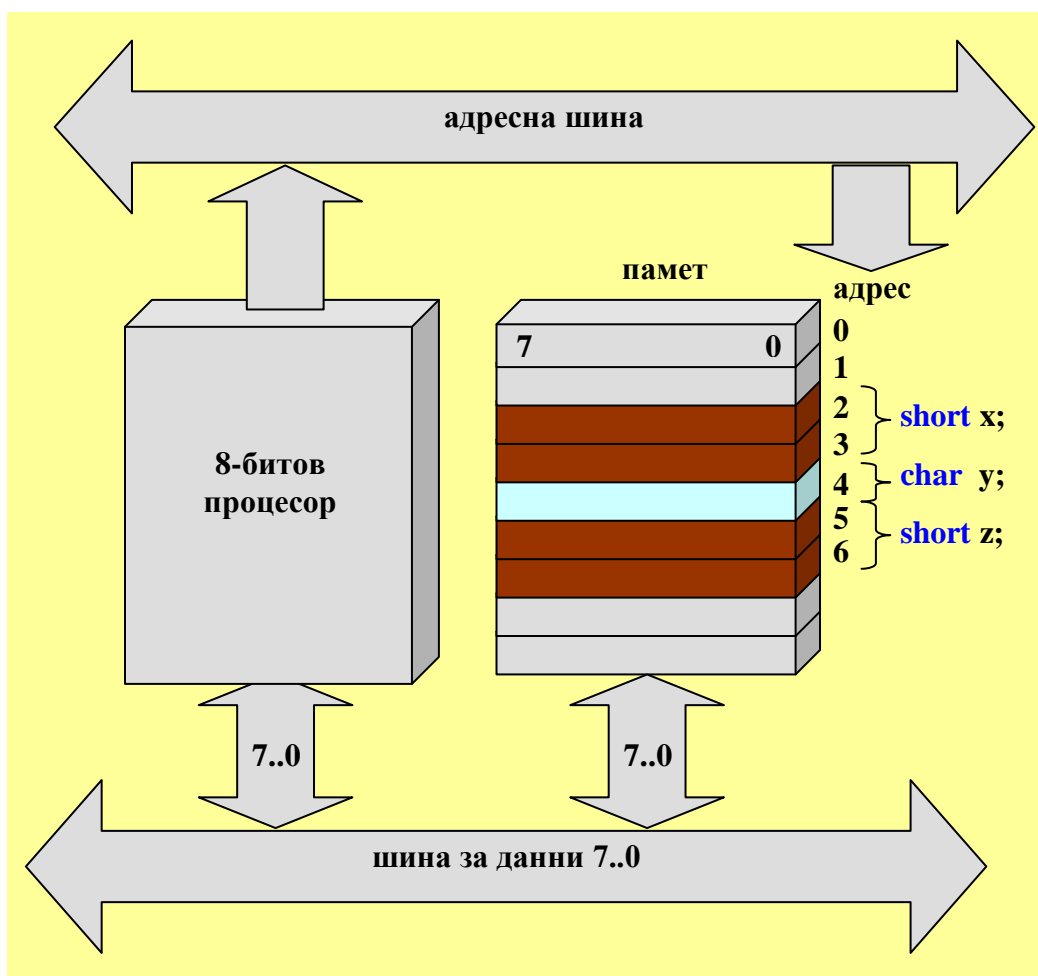 адресна шина
памет
адрес
7 0
0
1
2
3
short x;
4
char y;
5
6
short z;
8-битов
процесор
7..0
7..0
шина за данни 7..0